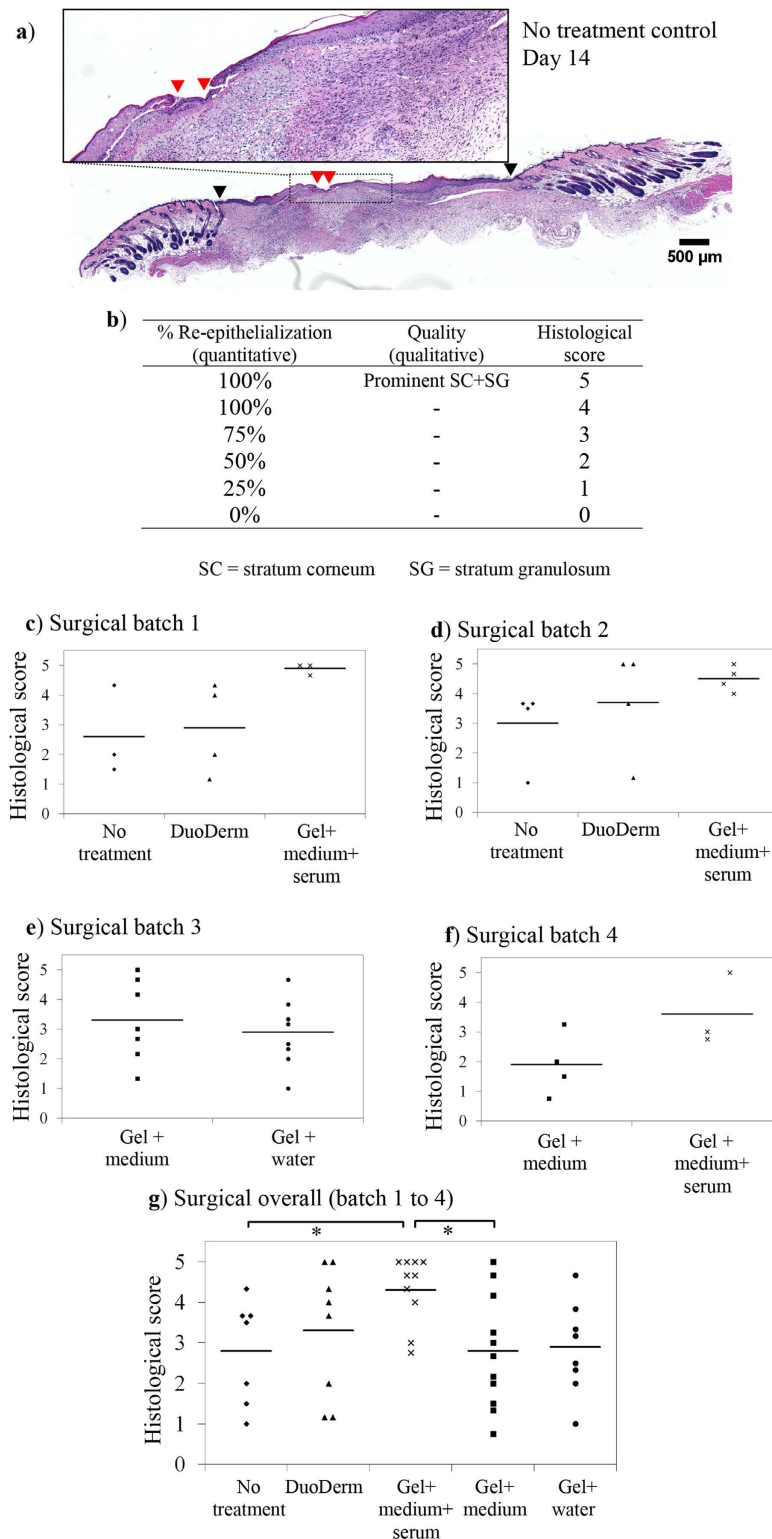 a)
No treatment control
Day 14
500 µm
b)
% Re-epithelialization (quantitative) Quality (qualitative) Histological score
100% Prominent SC+SG 5
100% - 4
75% - 3
50% - 2
25% - 1
0% - 0
SC = stratum corneum SG = stratum granulosum
c) Surgical batch 1
Histological score
5
4
3
2
1
0
No treatment
DuoDerm
Gel+ medium+ serum
d) Surgical batch 2
Histological score
5
4
3
2
1
0
No treatment
DuoDerm
Gel+ medium+ serum
e) Surgical batch 3
Histological score
5
4
3
2
1
0
Gel + medium
Gel + water
f) Surgical batch 4
Histological score
5
4
3
2
1
0
Gel + medium
Gel + medium+ serum
g) Surgical overall (batch 1 to 4)
* *
Histological score
5
4
3
2
1
0
No treatment
DuoDerm
Gel+ medium+ serum
Gel+ medium
Gel+ water